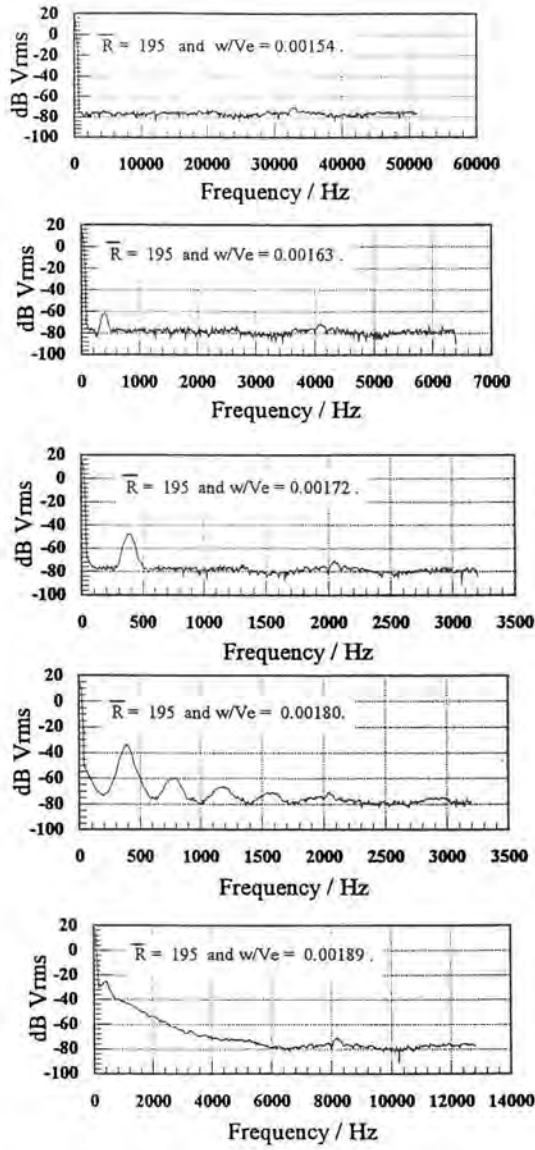 20
0
-20
-40
-60
-80
-100
dB Vrms
R̅ = 195 and w/Ve = 0.00154 .
0 10000 20000 30000 40000 50000 60000
Frequency / Hz
20
0
-20
-40
-60
-80
-100
dB Vrms
R̅ = 195 and w/Ve = 0.00163 .
0 1000 2000 3000 4000 5000 6000 7000
Frequency / Hz
20
0
-20
-40
-60
-80
-100
dB Vrms
R̅ = 195 and w/Ve = 0.00172 .
0 500 1000 1500 2000 2500 3000 3500
Frequency / Hz
20
0
-20
-40
-60
-80
-100
dB Vrms
R̅ = 195 and w/Ve = 0.00180.
0 500 1000 1500 2000 2500 3000 3500
Frequency / Hz
20
0
-20
-40
-60
-80
-100
dB Vrms
R̅ = 195 and w/Ve = 0.00189 .
0 2000 4000 6000 8000 10000 12000 14000
Frequency / Hz